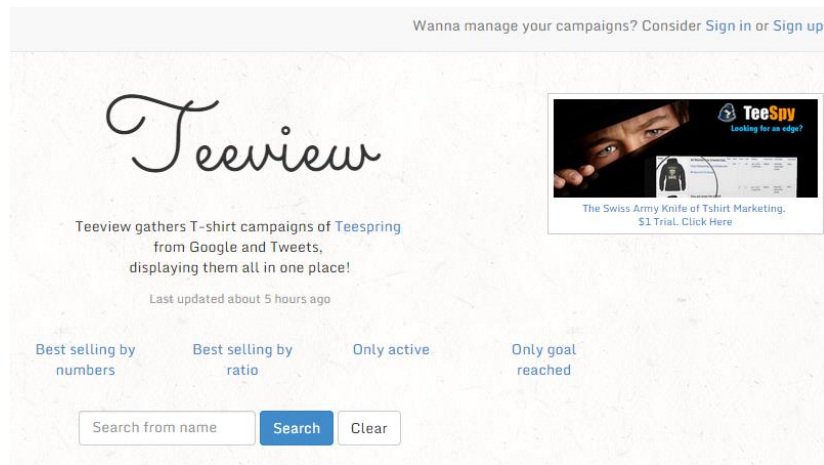 Wanna manage your campaigns? Consider Sign in or Sign up
Teeview
TeeSpy
Looking for an edge?
The Swiss Army Knife of Tshirt Marketing.
$1 Trial. Click Here
Teeview gathers T-shirt campaigns of Teespring
from Google and Tweets,
displaying them all in one place!
Last updated about 5 hours ago
Best selling by
numbers
Best selling by
ratio
Only active
Only goal
reached
Search from name
Search
Clear